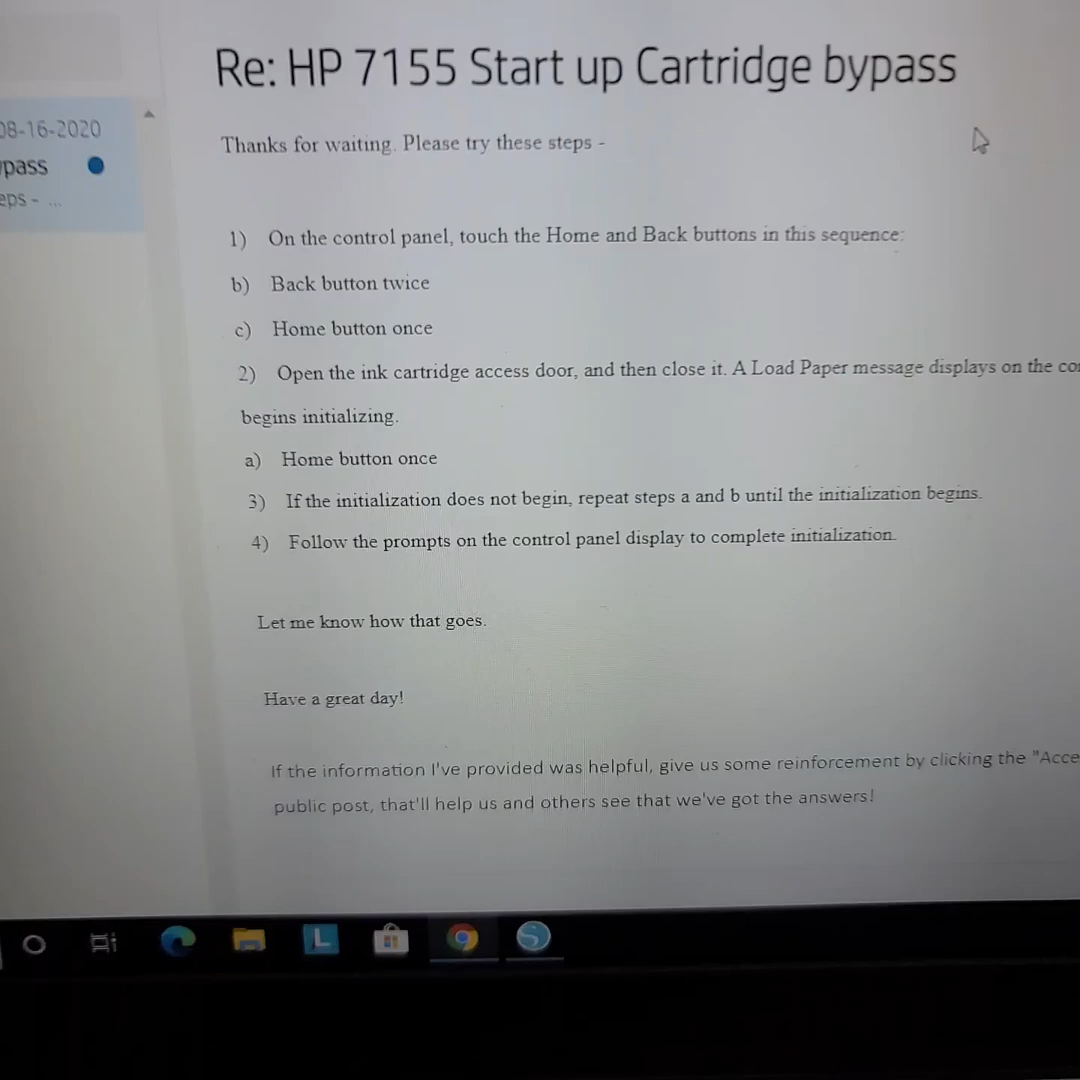 Re: HP 7155 Start up Cartridge bypass
08-16-2020
Thanks for waiting. Please try these steps -
eps - ...
1) On the control panel, touch the Home and Back buttons in this sequence:
b) Back button twice
c) Home button once
2) Open the ink cartridge access door, and then close it. A Load Paper message displays on the
begins initializing.
a) Home button once
3) If the initialization does not begin, repeat steps a and b until the initialization begins.
4) Follow the prompts on the control panel display to complete initialization.
Let me know how that goes.
Have a great day!
If the information I've provided was helpful, give us some reinforcement by clicking the "Acce
public post, that'll help us and others see that we've got the answers!
L
S